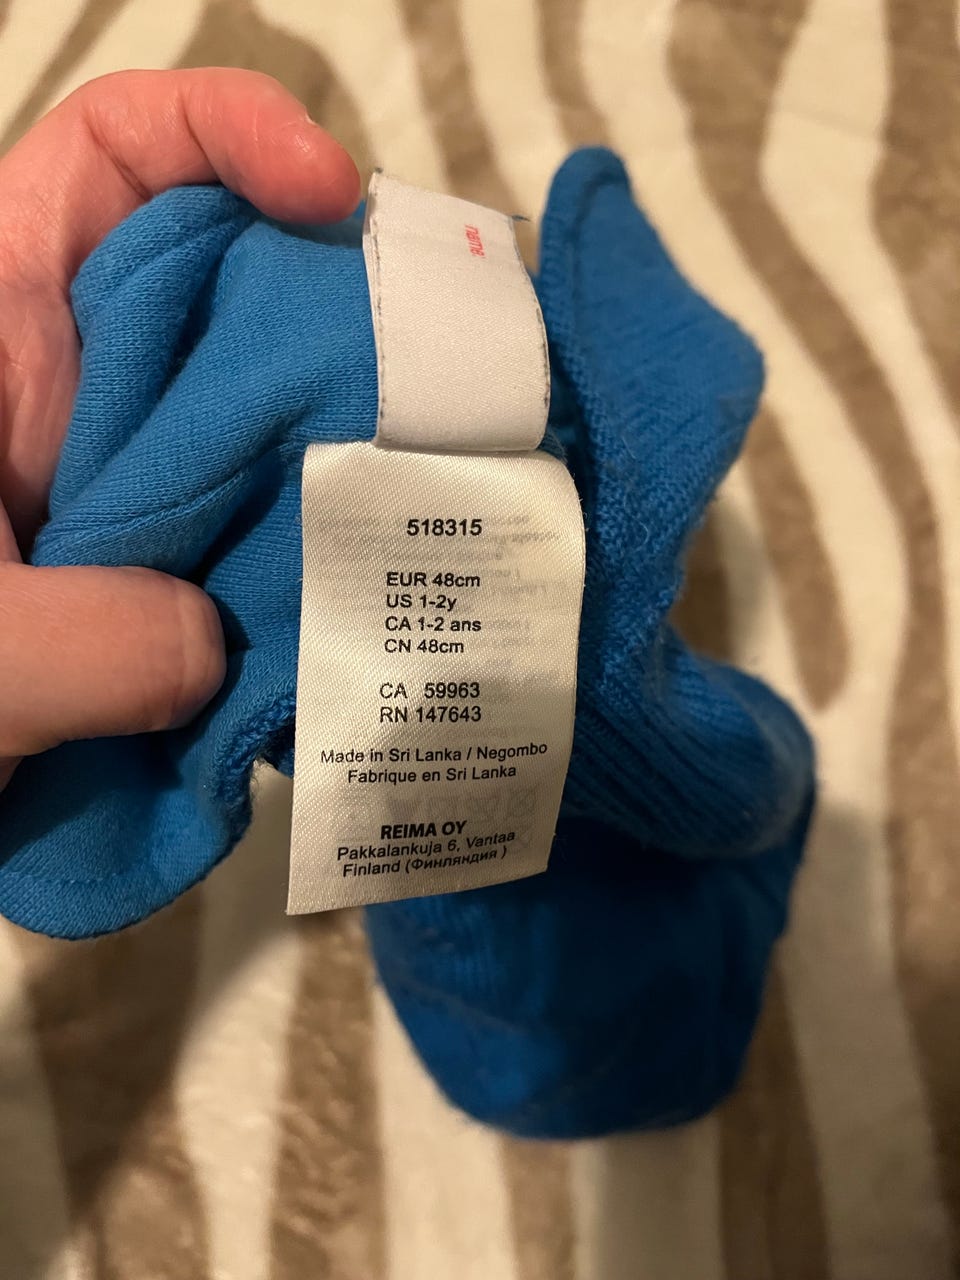 name.
518315
EUR 48cm
US 1-2y
CA 1-2 ans
CN 48cm
CA 59963
RN 147643
Made in Sri Lanka / Negombo
Fabrique en Sri Lanka
REIMA OY
Pakkalankuja 6, Vantaa
Finland (Финляндия )